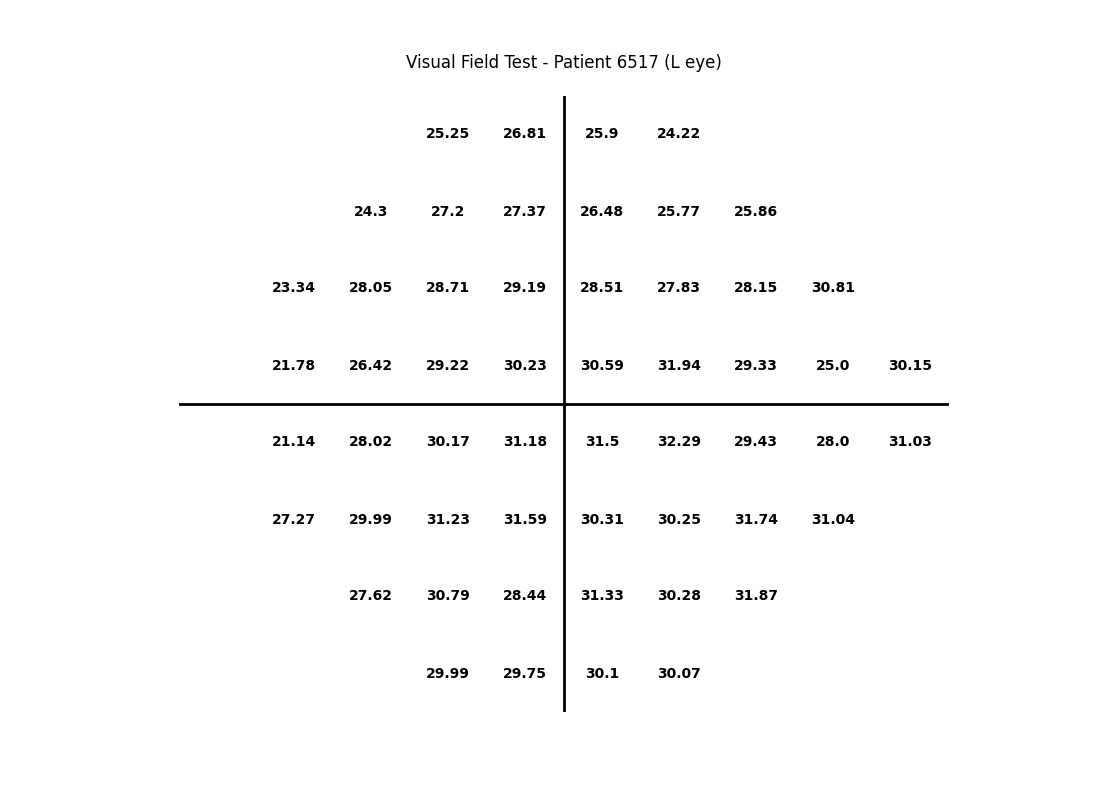 Visual Field Test - Patient 6517 (L eye)
25.25 26.81 25.9 24.22
24.3 27.2 27.37 26.48 25.77 25.86
23.34 28.05 28.71 29.19 28.51 27.83 28.15 30.81
21.78 26.42 29.22 30.23 30.59 31.94 29.33 25.0 30.15
21.14 28.02 30.17 31.18 31.5 32.29 29.43 28.0 31.03
27.27 29.99 31.23 31.59 30.31 30.25 31.74 31.04
27.62 30.79 28.44 31.33 30.28 31.87
29.99 29.75 30.1 30.07